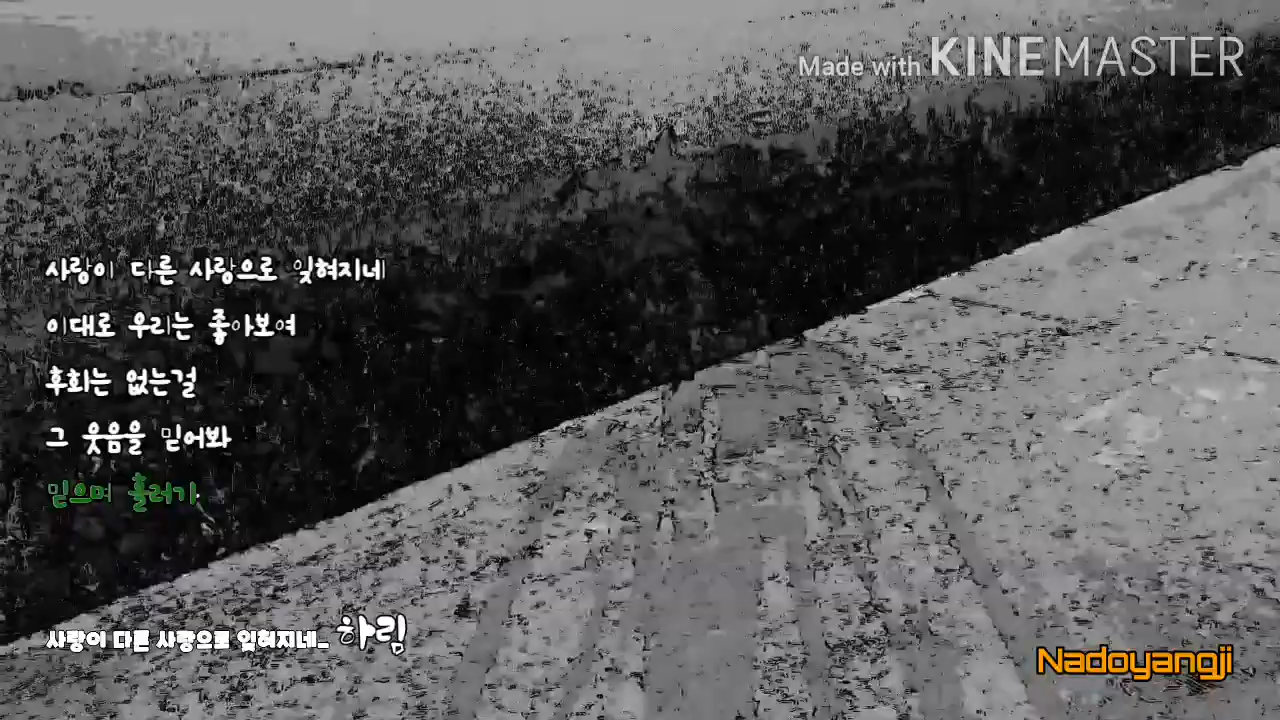 Made with KINEMASTER
사랑이 다른 사랑으로 잊혀지네
이대로 우리는 좋아보여
후회는 없는걸
그 웃음을 믿어봐
믿으며 흘러가
사랑이 다른 사랑으로 잊혀지네_ 하림
Nadoyangji